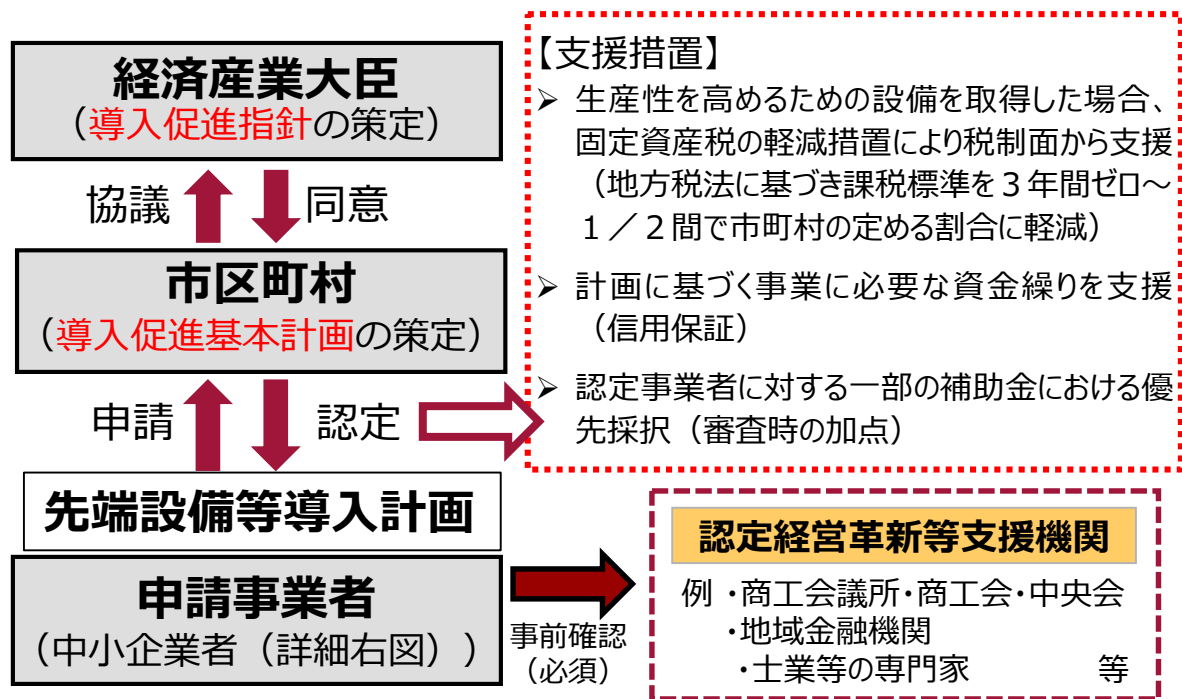 経済産業大臣
（導入促進指針の策定）
協議
同意
市区町村
（導入促進基本計画の策定）
申請
認定
先端設備等導入計画
申請事業者
（中小企業者（詳細右図））
【支援措置】
➢ 生産性を高めるための設備を取得した場合、
固定資産税の軽減措置により税制面から支援
（地方税法に基づき課税標準を３年間ゼロ～
１／２間で市町村の定める割合に軽減）
➢ 計画に基づく事業に必要な資金繰りを支援
（信用保証）
➢ 認定事業者に対する一部の補助金における優
先採択（審査時の加点）
事前確認
（必須）
認定経営革新等支援機関
例 ・商工会議所・商工会・中央会
・地域金融機関
・士業等の専門家　　　　等